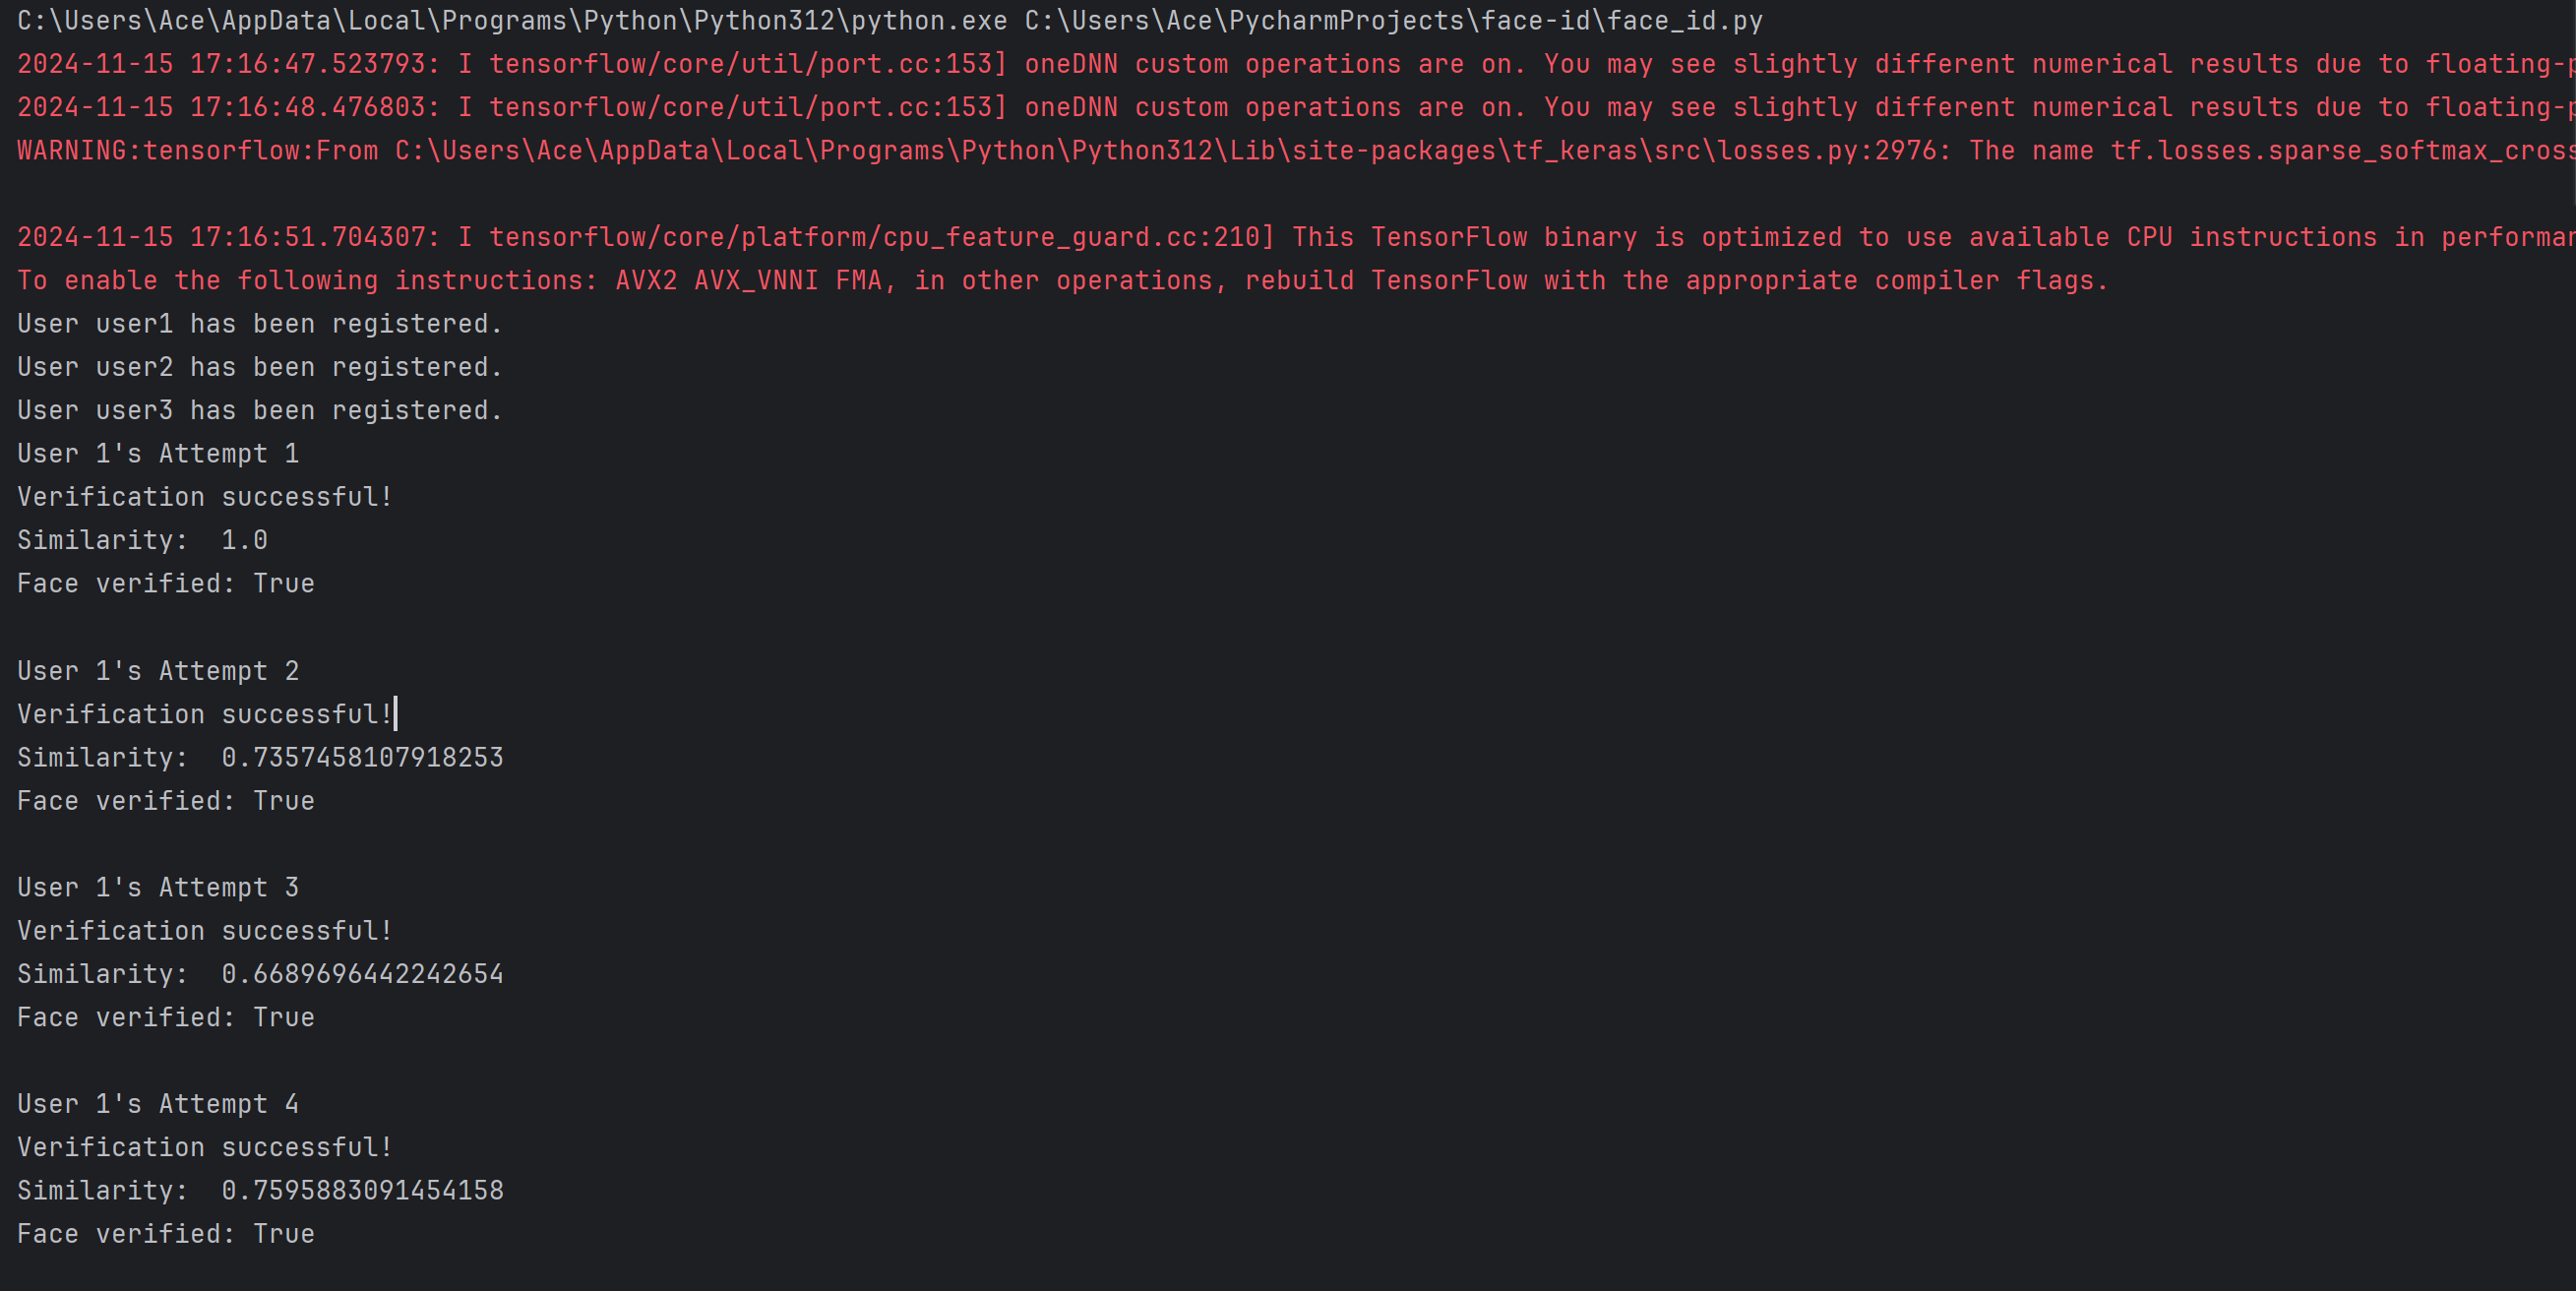 C:\Users\Ace\AppData\Local\Programs\Python\Python312\python.exe C:\Users\Ace\PycharmProjects\face-id\face_id.py
2024-11-15 17:16:47.523793: I tensorflow/core/util/port.cc:153] oneDNN custom operations are on. You may see slightly different numerical results due to floating-p
2024-11-15 17:16:48.476803: I tensorflow/core/util/port.cc:153] oneDNN custom operations are on. You may see slightly different numerical results due to floating-p
WARNING:tensorflow:From C:\Users\Ace\AppData\Local\Programs\Python\Python312\Lib\site-packages\tf_keras\src\losses.py:2976: The name tf.losses.sparse_softmax_cross
2024-11-15 17:16:51.704307: I tensorflow/core/platform/cpu_feature_guard.cc:210] This TensorFlow binary is optimized to use available CPU instructions in performan
To enable the following instructions: AVX2 AVX_VNNI FMA, in other operations, rebuild TensorFlow with the appropriate compiler flags.
User user1 has been registered.
User user2 has been registered.
User user3 has been registered.
User 1's Attempt 1
Verification successful!
Similarity:  1.0
Face verified: True
User 1's Attempt 2
Verification successful!
Similarity:  0.7357458107918253
Face verified: True
User 1's Attempt 3
Verification successful!
Similarity:  0.6689696442242654
Face verified: True
User 1's Attempt 4
Verification successful!
Similarity:  0.7595883091454158
Face verified: True